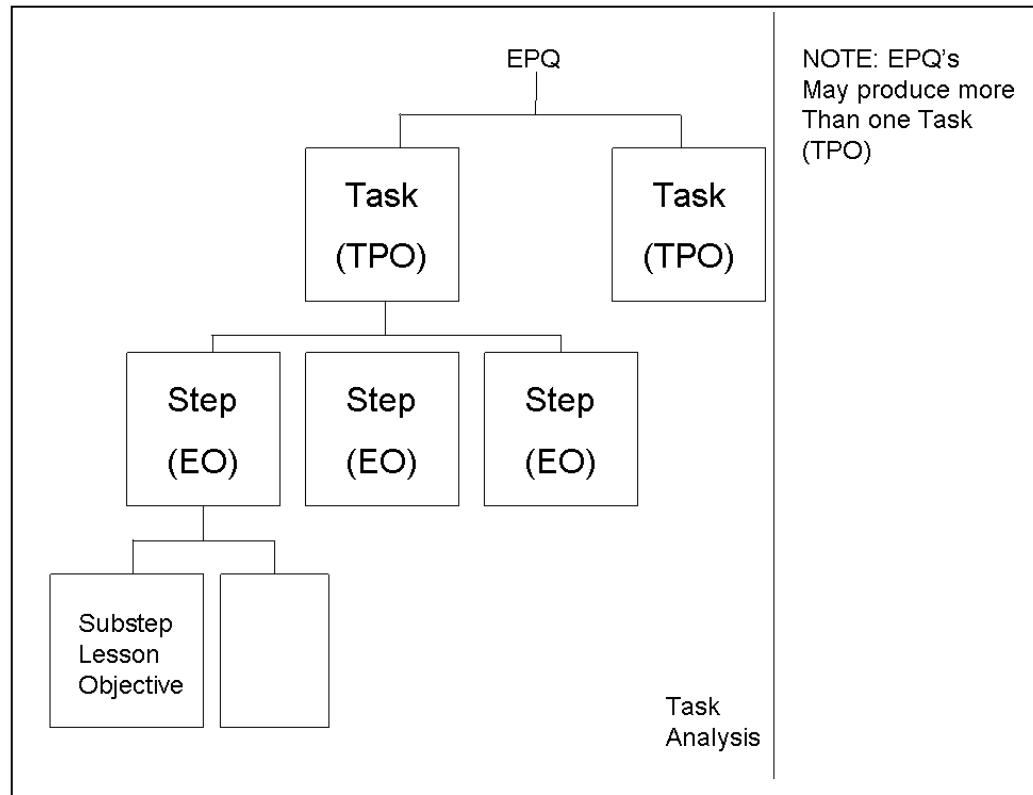 EPQ
NOTE: EPQ's
May produce more
Than one Task
(TPO)
Task
(TPO)
Task
(TPO)
Step
(EO)
Step
(EO)
Step
(EO)
Substep
Lesson
Objective
Task
Analysis